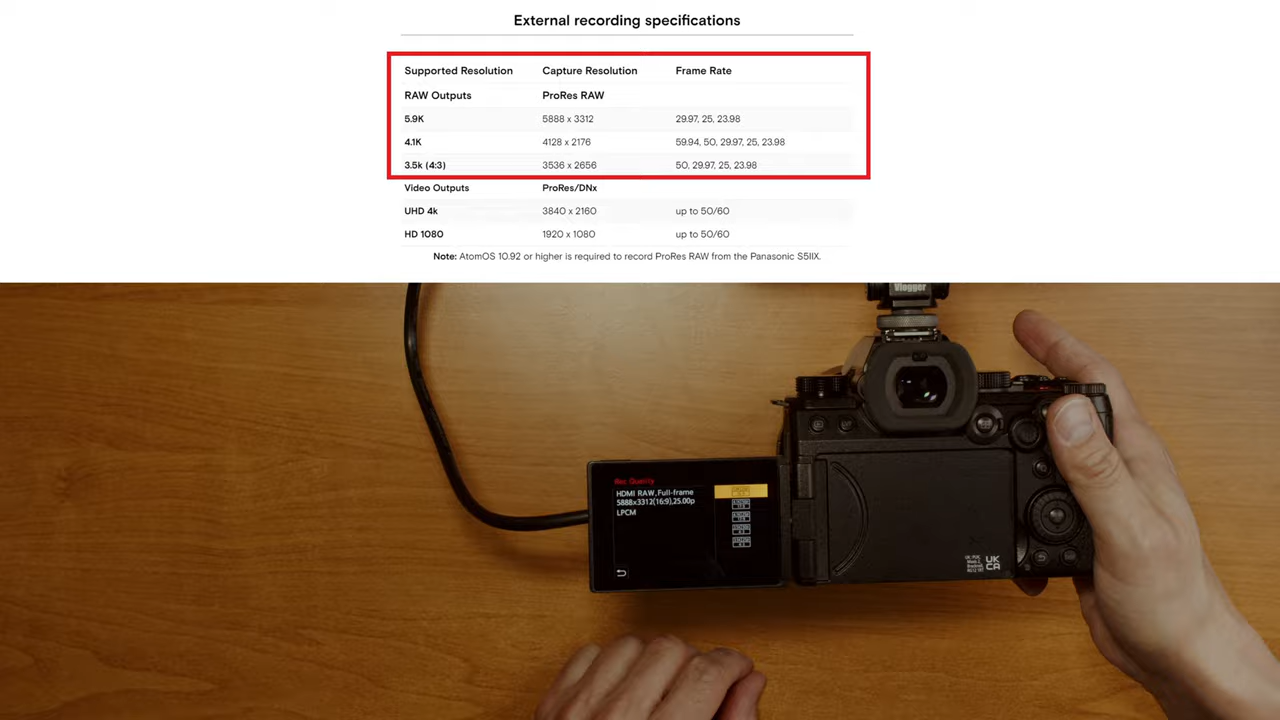 External recording specifications
Supported Resolution Capture Resolution Frame Rate
RAW Outputs ProRes RAW
5.9K 5888 x 3312 29.97, 25, 23.98
4.1K 4128 x 2176 59.94, 50, 29.97, 25, 23.98
3.5k (4:3) 3536 x 2656 50, 29.97, 25, 23.98
Video Outputs ProRes/DNx
UHD 4k 3840 x 2160 up to 50/60
HD 1080 1920 x 1080 up to 50/60
Note: AtomOS 10.92 or higher is required to record ProRes RAW from the Panasonic S5IIX.
Vlogger
Rec Quality
HDMI RAW,Full-frame
5888x3312(16:9),25.00p
LPCM
UK
CA